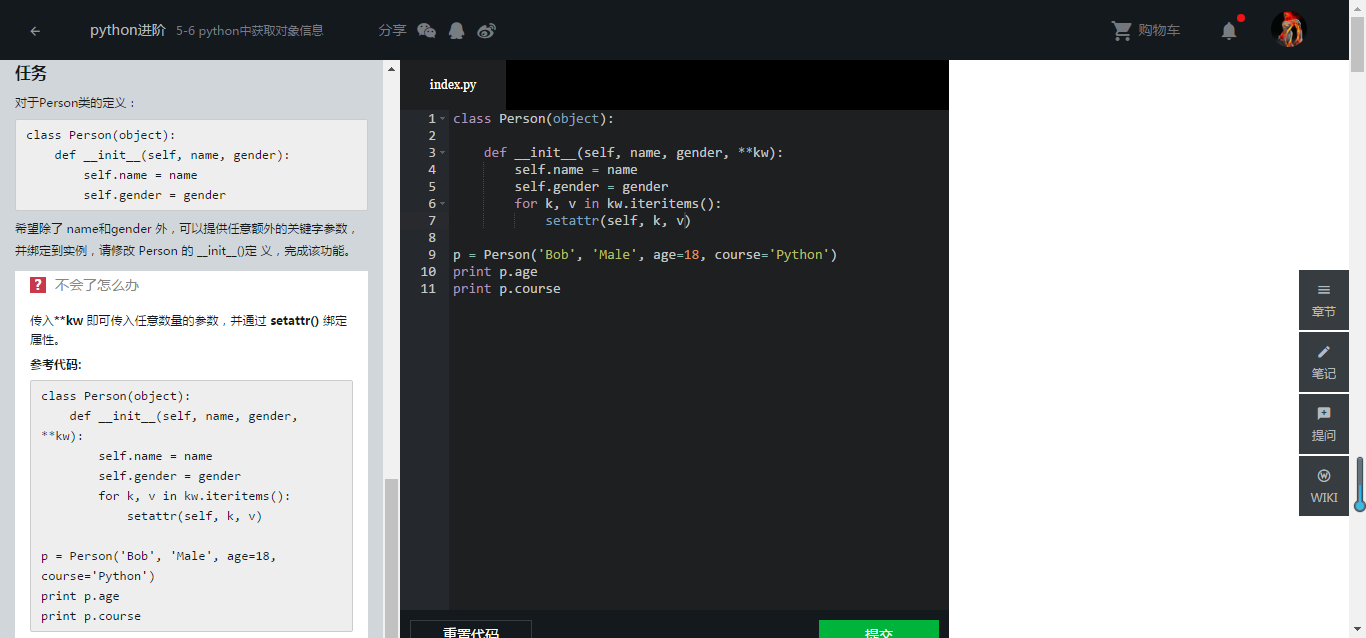 python进阶 5-6 python中获取对象信息 分享 购物车
任务
对于Person类的定义：
class Person(object):
    def __init__(self, name, gender):
        self.name = name
        self.gender = gender
希望除了 name和gender 外，可以提供任意额外的关键字参数，
并绑定到实例，请修改 Person 的 __init__()定 义，完成该功能。
? 不会了怎么办
传入**kw 即可传入任意数量的参数，并通过 setattr() 绑定
属性。
参考代码:
class Person(object):
    def __init__(self, name, gender,
**kw):
        self.name = name
        self.gender = gender
        for k, v in kw.iteritems():
            setattr(self, k, v)
p = Person('Bob', 'Male', age=18,
course='Python')
print p.age
print p.course
index.py
1 class Person(object):
2
3     def __init__(self, name, gender, **kw):
4         self.name = name
5         self.gender = gender
6         for k, v in kw.iteritems():
7             setattr(self, k, v)
8
9 p = Person('Bob', 'Male', age=18, course='Python')
10 print p.age
11 print p.course
重置代码
提交
章节
笔记
提问
WIKI